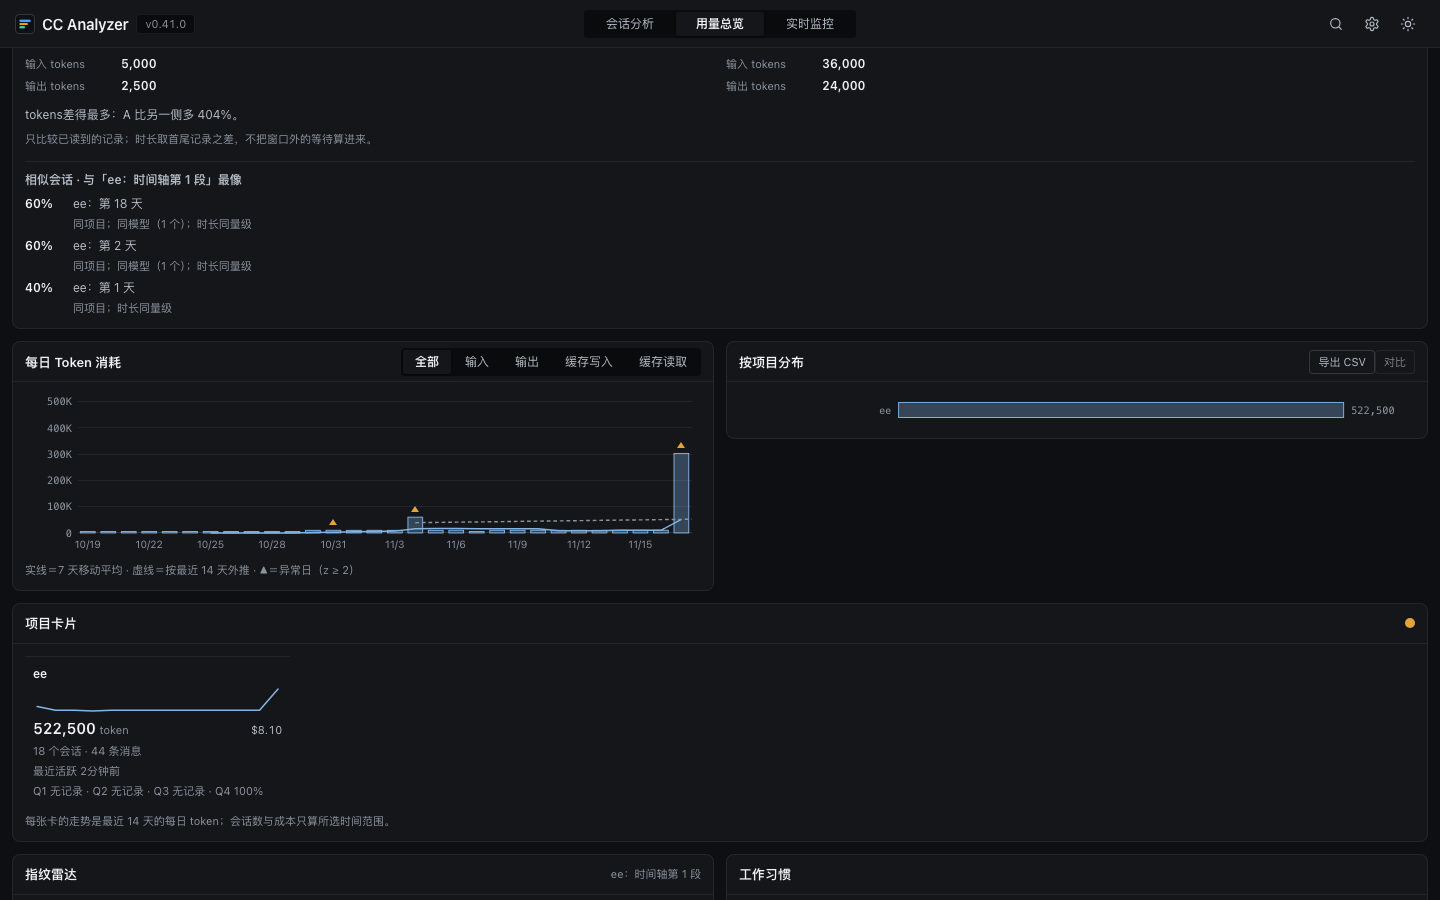 CC Analyzer v0.41.0 会话分析 用量总览 实时监控
输入 tokens 5,000
输出 tokens 2,500
输入 tokens 36,000
输出 tokens 24,000
tokens差得最多：A 比另一侧多 404%。
只比较已读到的记录；时长取首尾记录之差，不把窗口外的等待算进来。
相似会话 · 与「ee：时间轴第 1 段」最像
60% ee：第 18 天
同项目；同模型（1 个）；时长同量级
60% ee：第 2 天
同项目；同模型（1 个）；时长同量级
40% ee：第 1 天
同项目；时长同量级
每日 Token 消耗 全部 输入 输出 缓存写入 缓存读取
500K
400K
300K
200K
100K
0
10/19 10/22 10/25 10/28 10/31 11/3 11/6 11/9 11/12 11/15
实线＝7 天移动平均 · 虚线＝按最近 14 天外推 · ▲＝异常日（z ≥ 2）
按项目分布 导出 CSV 对比
ee 522,500
项目卡片
ee
522,500 token $8.10
18 个会话 · 44 条消息
最近活跃 2分钟前
Q1 无记录 · Q2 无记录 · Q3 无记录 · Q4 100%
每张卡的走势是最近 14 天的每日 token；会话数与成本只算所选时间范围。
指纹雷达 ee：时间轴第 1 段
工作习惯